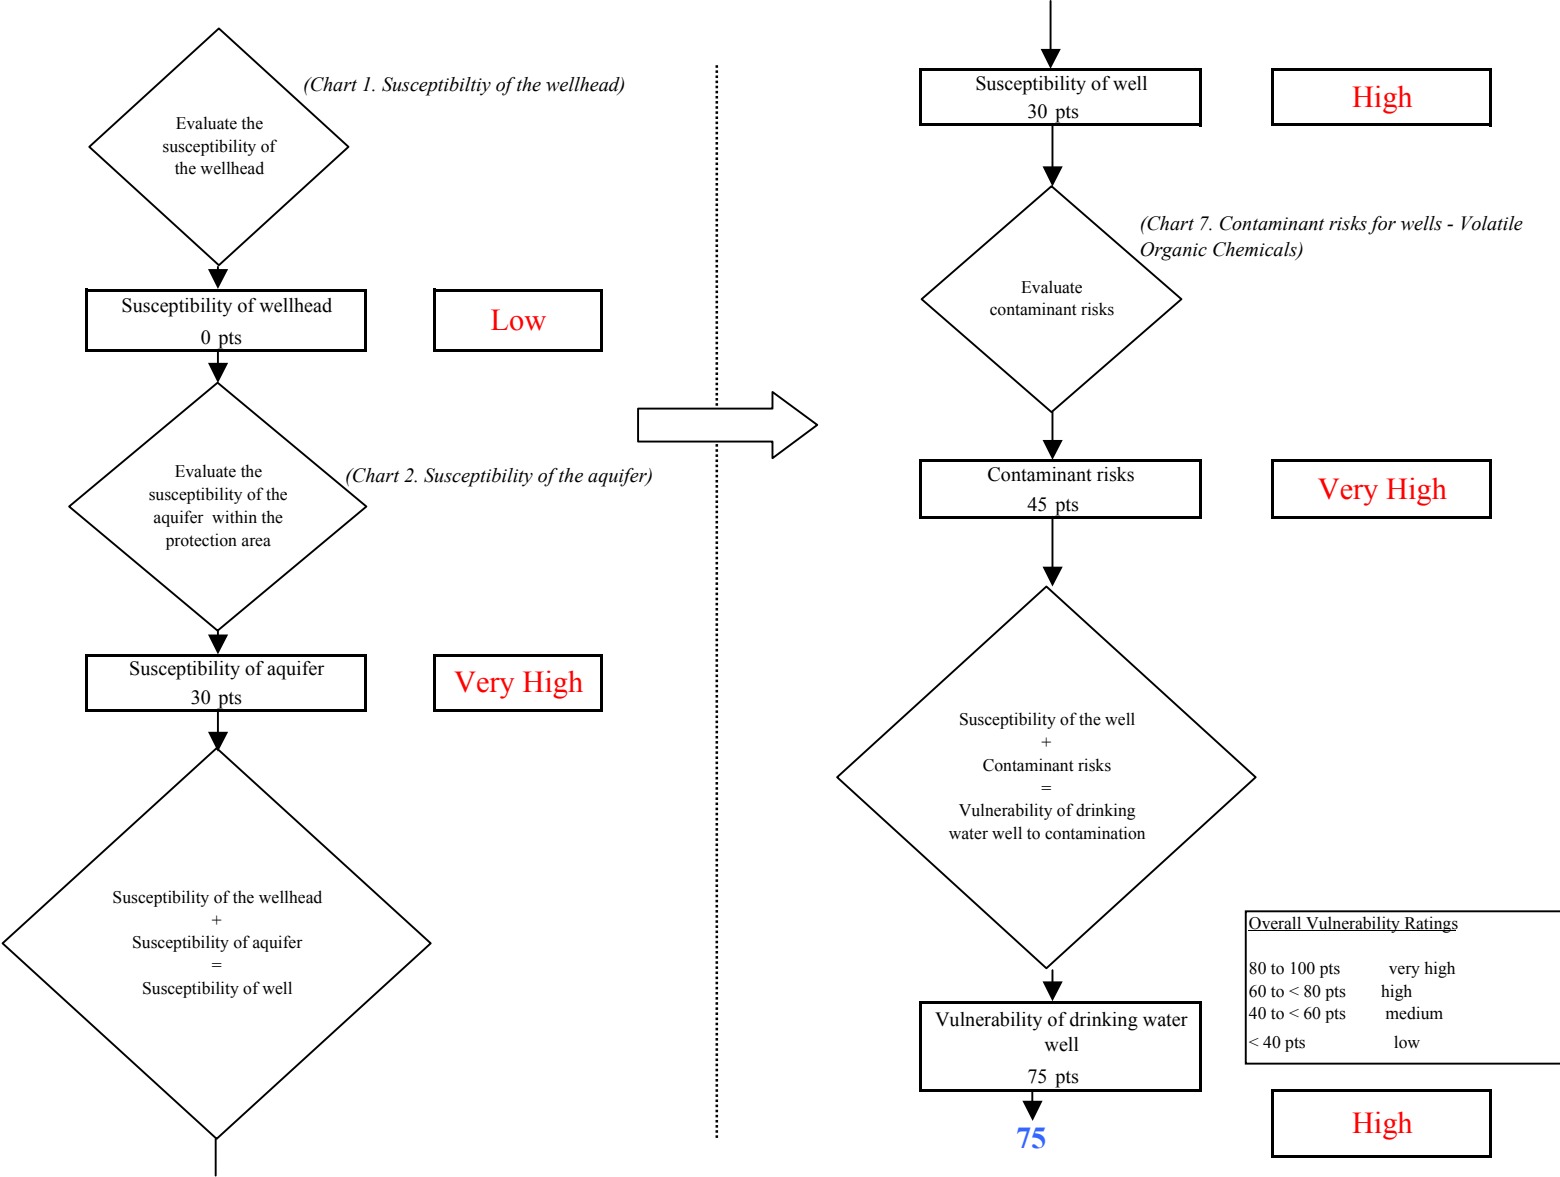 (Chart 1. Susceptibiltiy of the wellhead)
Evaluate the
susceptibility of
the wellhead
Susceptibility of wellhead
0 pts
Low
Evaluate the
susceptibility of the
aquifer within the
protection area
(Chart 2. Susceptibility of the aquifer)
Susceptibility of aquifer
30 pts
Very High
Susceptibility of the wellhead
+
Susceptibility of aquifer
=
Susceptibility of well
Susceptibility of well
30 pts
High
(Chart 7. Contaminant risks for wells - Volatile
Organic Chemicals)
Evaluate
contaminant risks
Contaminant risks
45 pts
Very High
Susceptibility of the well
+
Contaminant risks
=
Vulnerability of drinking
water well to contamination
Overall Vulnerability Ratings
80 to 100 pts very high
60 to < 80 pts high
40 to < 60 pts medium
< 40 pts low
Vulnerability of drinking water
well
75 pts
75
High